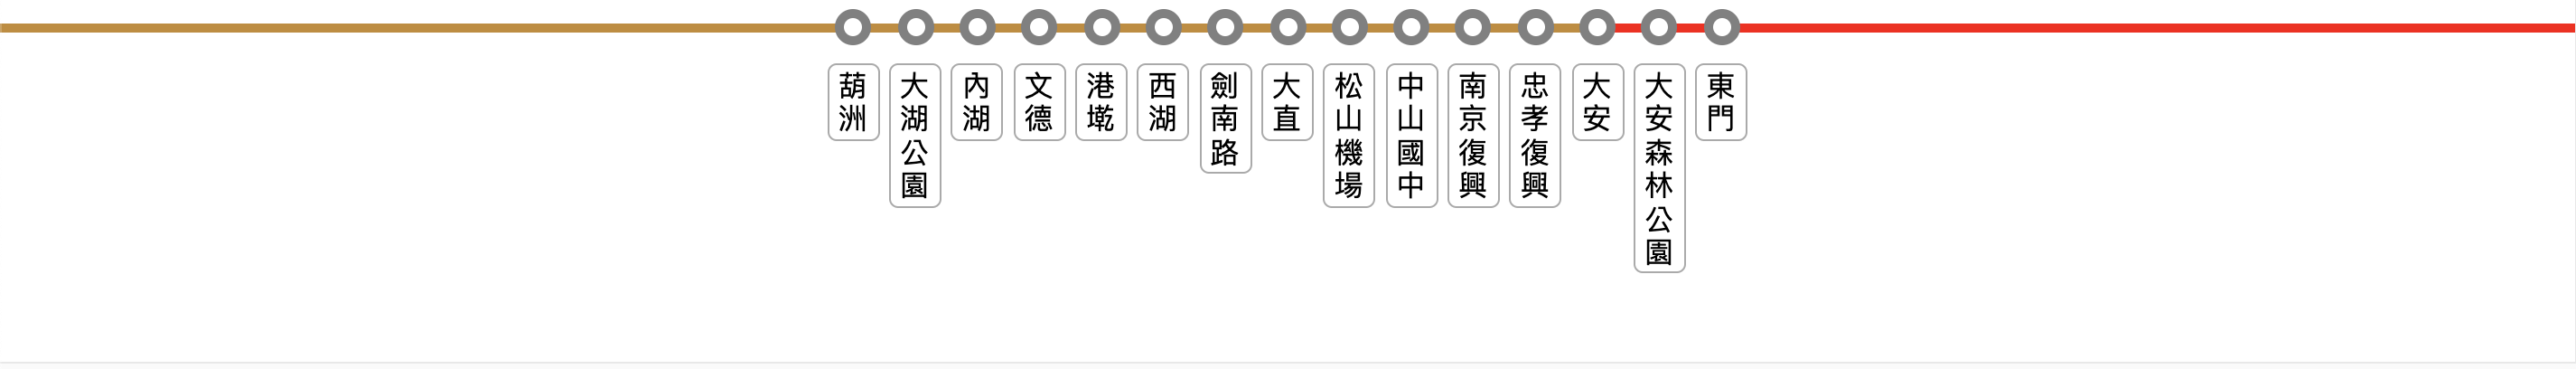 葫洲
大湖公園
內湖
文德
港墘
西湖
劍南路
大直
松山機場
中山國中
南京復興
忠孝復興
大安
大安森林公園
東門